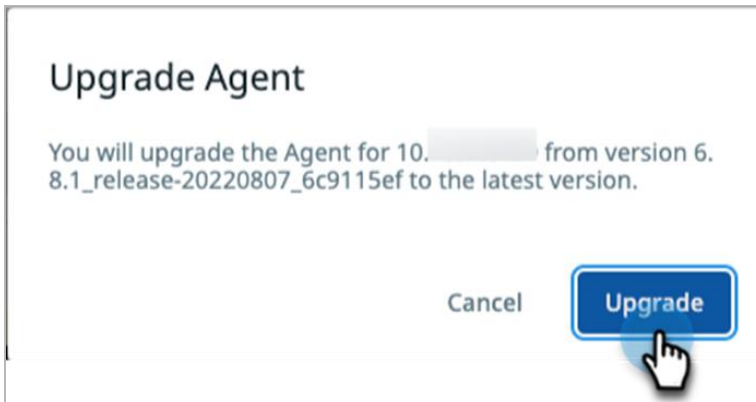 Upgrade Agent
You will upgrade the Agent for 10. from version 6.
8.1_release-20220807_6c9115ef to the latest version.
Cancel Upgrade